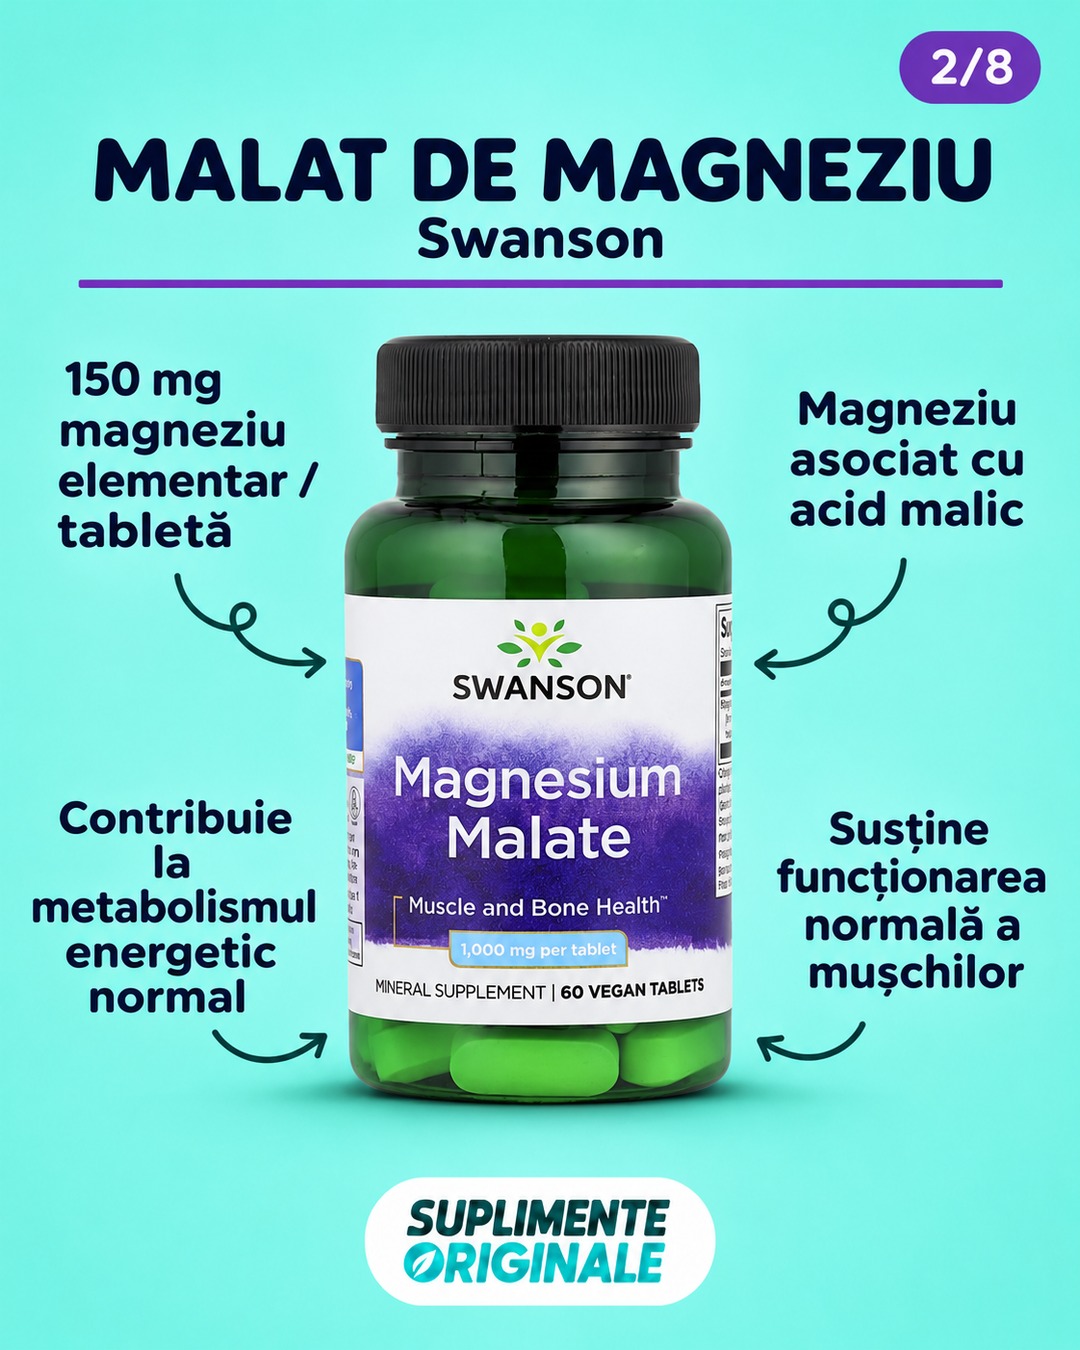 2/8
MALAT DE MAGNEZIU
Swanson
150 mg
magneziu
elementar /
tabletă
Magneziu
asociat cu
acid malic
SWANSON®
Magnesium
Malate
Muscle and Bone Health™
1,000 mg per tablet
MINERAL SUPPLEMENT | 60 VEGAN TABLETS
Contribuie
la
metabolismul
energetic
normal
Susține
funcționarea
normală a
mușchilor
SUPLIMENTE
ORIGINALE